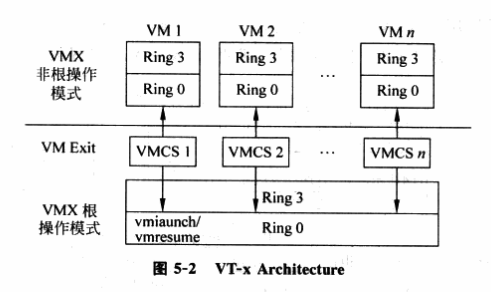 VM 1 VM 2 VM n
VMX
非根操作
模式
Ring 3 Ring 3 ... Ring 3
Ring 0 Ring 0 Ring 0
VM Exit VMCS 1 VMCS 2 ... VMCS n
VMX 根
操作模式
Ring 3
vmiaunch/
vmresume
Ring 0
图 5-2 VT-x Architecture